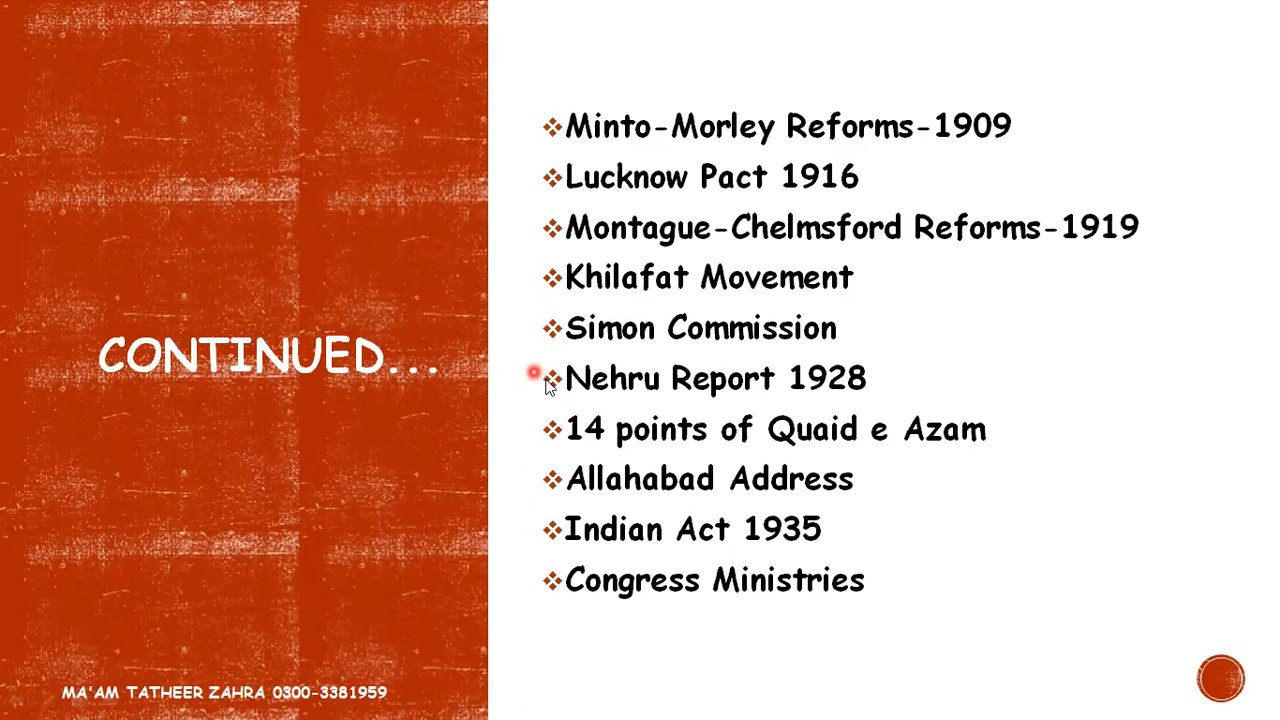 CONTINUED...
Minto-Morley Reforms-1909
Lucknow Pact 1916
Montague-Chelmsford Reforms-1919
Khilafat Movement
Simon Commission
Nehru Report 1928
14 points of Quaid e Azam
Allahabad Address
Indian Act 1935
Congress Ministries
MA'AM TATHEER ZAHRA 0300-3381959